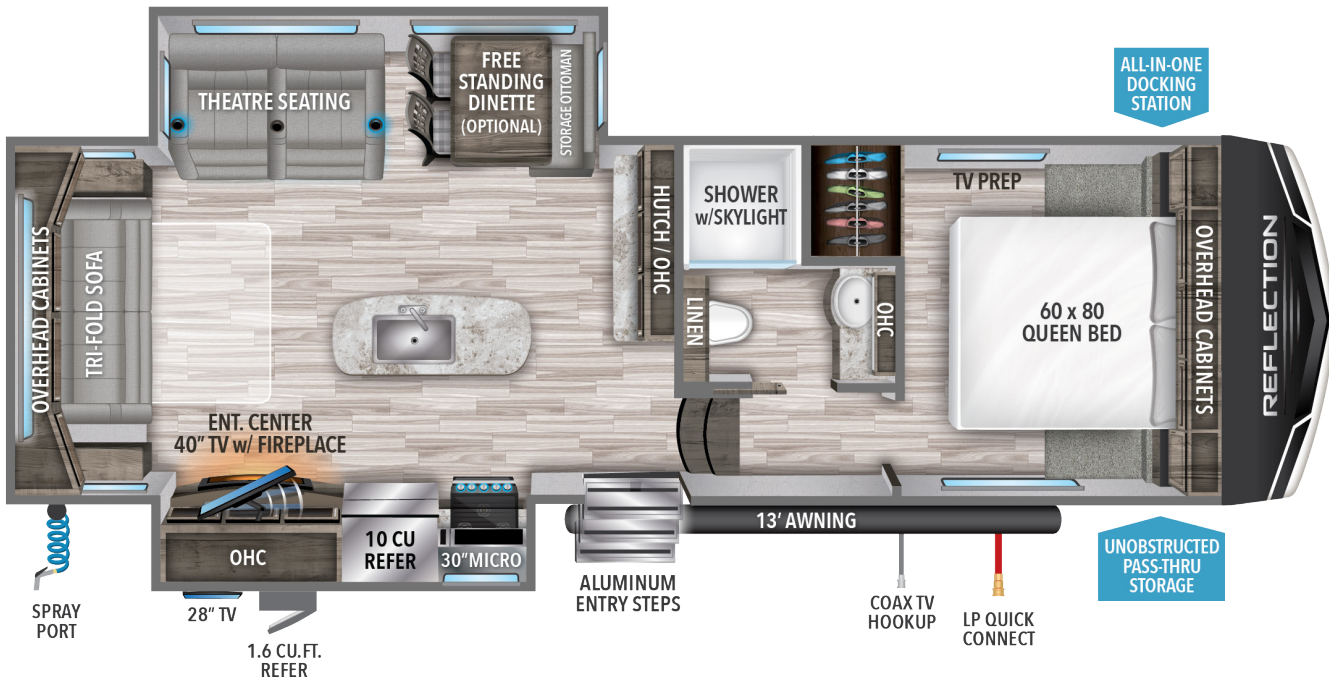 ALL-IN-ONE
DOCKING
STATION
THEATRE SEATING
FREE
STANDING
DINETTE
(OPTIONAL)
STORAGE OTTOMAN
TV PREP
SHOWER
w/SKYLIGHT
HUTCH / OHC
OVERHEAD CABINETS
TRI-FOLD SOFA
LINEN
OHC
60 x 80
QUEEN BED
OVERHEAD CABINETS
REFLECTION
ENT. CENTER
40" TV w/ FIREPLACE
OHC
10 CU
REFER
30"MICRO
13' AWNING
UNOBSTRUCTED
PASS-THRU
STORAGE
ALUMINUM
ENTRY STEPS
SPRAY
PORT
28" TV
1.6 CU.FT.
REFER
COAX TV
HOOKUP
LP QUICK
CONNECT